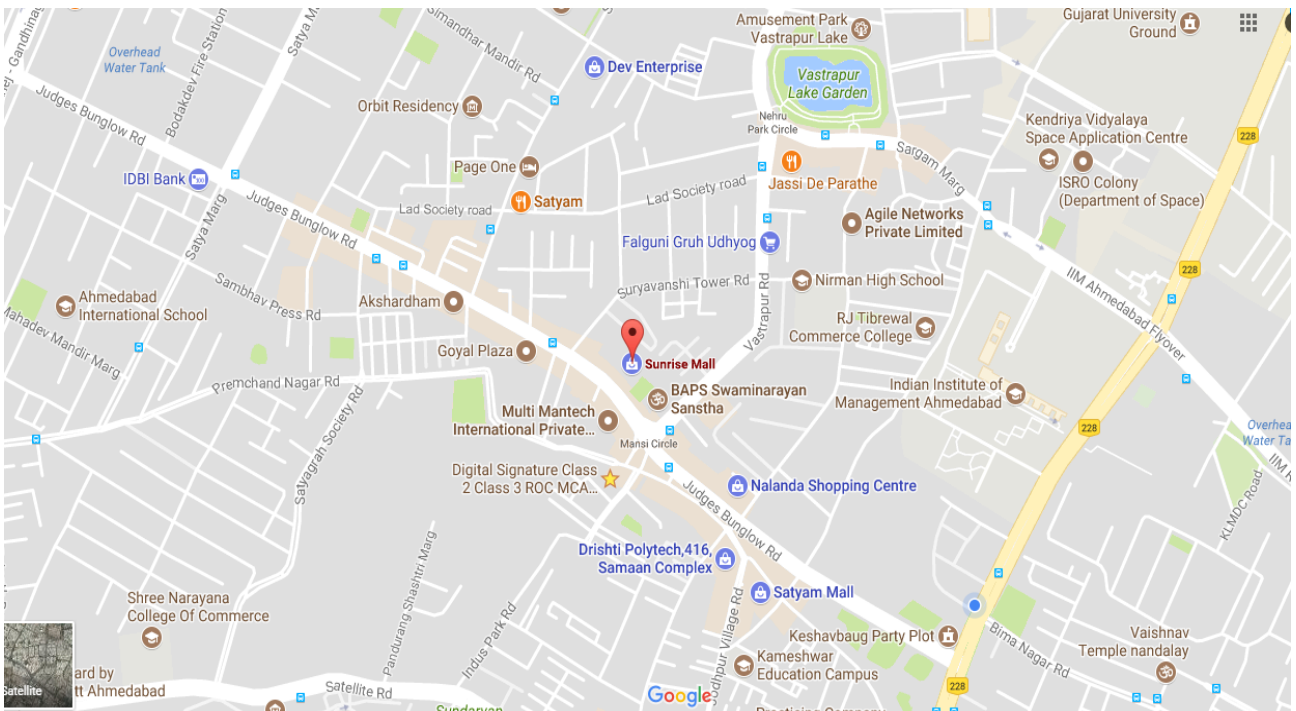 Amusement Park
Vastrapur Lake
Gujarat University
Ground
Simandhar Mandir Rd
Satya Marg
Bodakdev Fire Station
Overhead
Water Tank
Dev Enterprise
Vastrapur
Lake Garden
Judges Bunglow Rd
Orbit Residency
Nehru
Park Circle
Kendriya Vidyalaya
Space Application Centre
228
Sargam Marg
Page One
Jassi De Parathe
ISRO Colony
(Department of Space)
IDBI Bank
Satya Marg
Judges Bunglow Rd
Lad Society road
Satyam
Lad Society road
Agile Networks
Private Limited
Falguni Gruh Udhyog
228
Sambhav Press Rd
Suryavanshi Tower Rd
Nirman High School
IIM Ahmedabad Flyover
Ahmedabad
International School
Akshardham
Vastrapur Rd
RJ Tibrewal
Commerce College
Mahadev Mandir Marg
Goyal Plaza
Sunrise Mall
Premchand Nagar Rd
BAPS Swaminarayan
Sanstha
Indian Institute of
Management Ahmedabad
Multi Mantech
International Private...
Mansi Circle
228
Satyagrah Society Rd
Digital Signature Class
2 Class 3 ROC MCA...
Nalanda Shopping Centre
Judges Bunglow Rd
KLMDC Road
Drishti Polytech,416,
Samaan Complex
Satyam Mall
Pandurang Shashtri Marg
Indus Park Rd
Shree Narayana
College Of Commerce
Keshavbaug Party Plot
Bima Nagar Rd
Vaishnav
Temple nandalay
Kameshwar
Education Campus
Satellite
Satellite Rd
Google
228